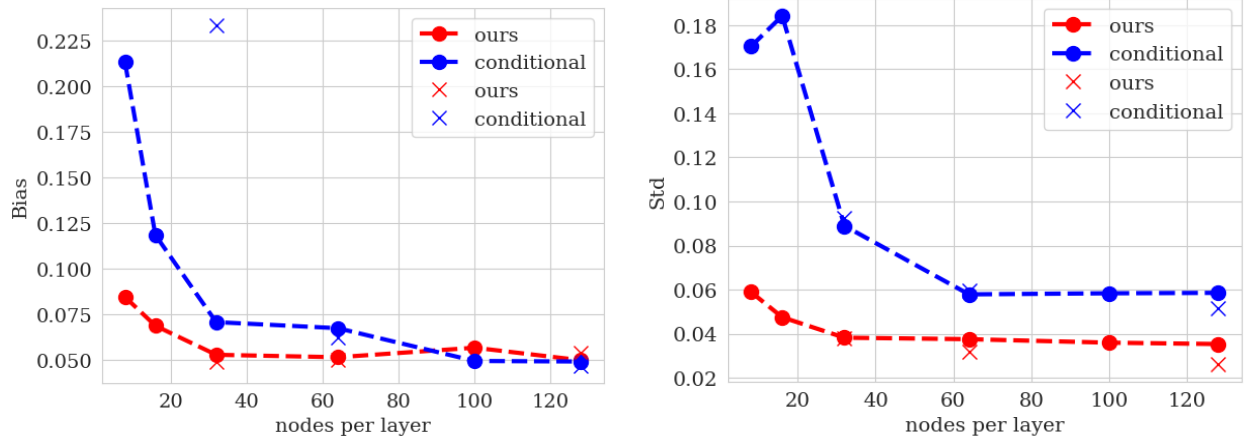 ours
conditional
ours
conditional
0.225
0.200
0.175
0.150
0.125
0.100
0.075
0.050
Bias
20
40
60
80
100
120
nodes per layer
ours
conditional
ours
conditional
0.18
0.16
0.14
0.12
0.10
0.08
0.06
0.04
0.02
Std
20
40
60
80
100
120
nodes per layer